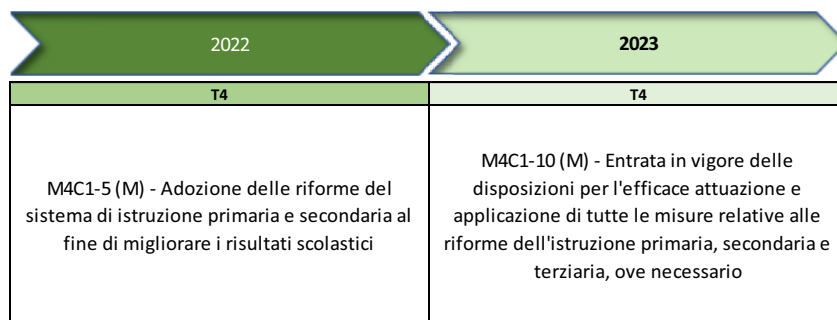 2022
2023
T4
T4
M4C1-5 (M) - Adozione delle riforme del
sistema di istruzione primaria e secondaria al
fine di migliorare i risultati scolastici
M4C1-10 (M) - Entrata in vigore delle
disposizioni per l'efficace attuazione e
applicazione di tutte le misure relative alle
riforme dell'istruzione primaria, secondaria e
terziaria, ove necessario